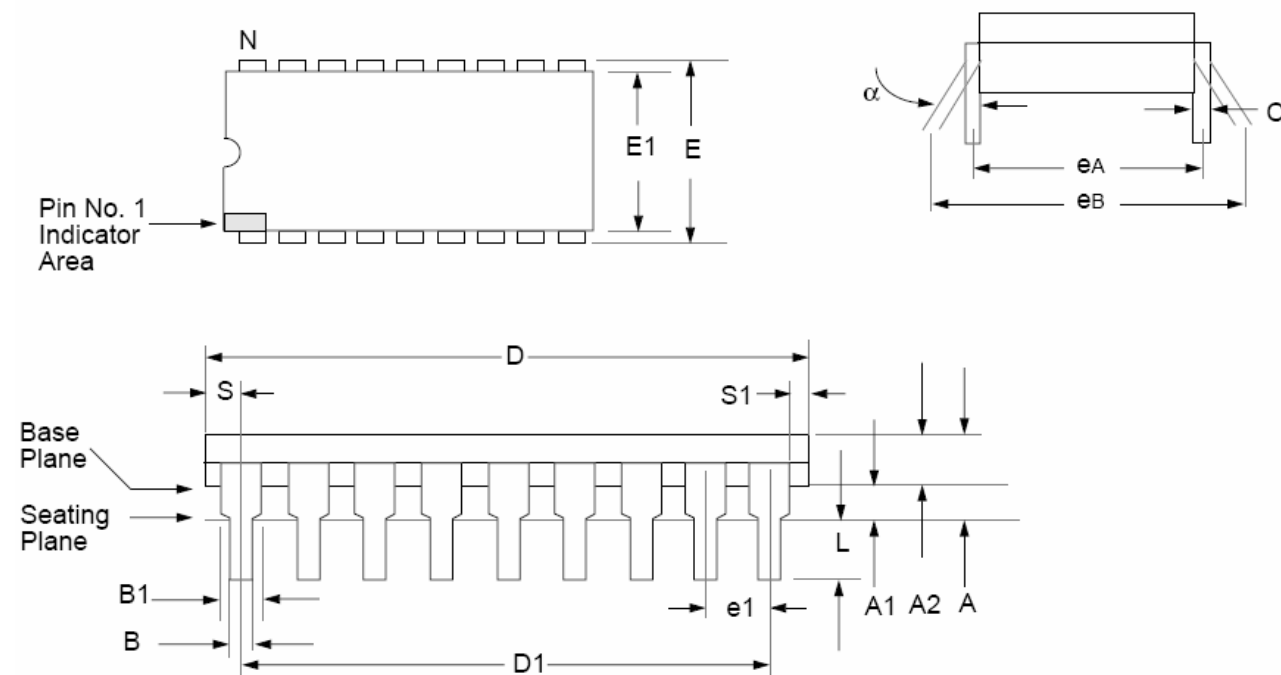 N
E1
E
Pin No. 1
Indicator
Area
α
C
eA
eB
D
S
S1
Base
Plane
Seating
Plane
L
B1
B
e1
A1
A2
A
D1